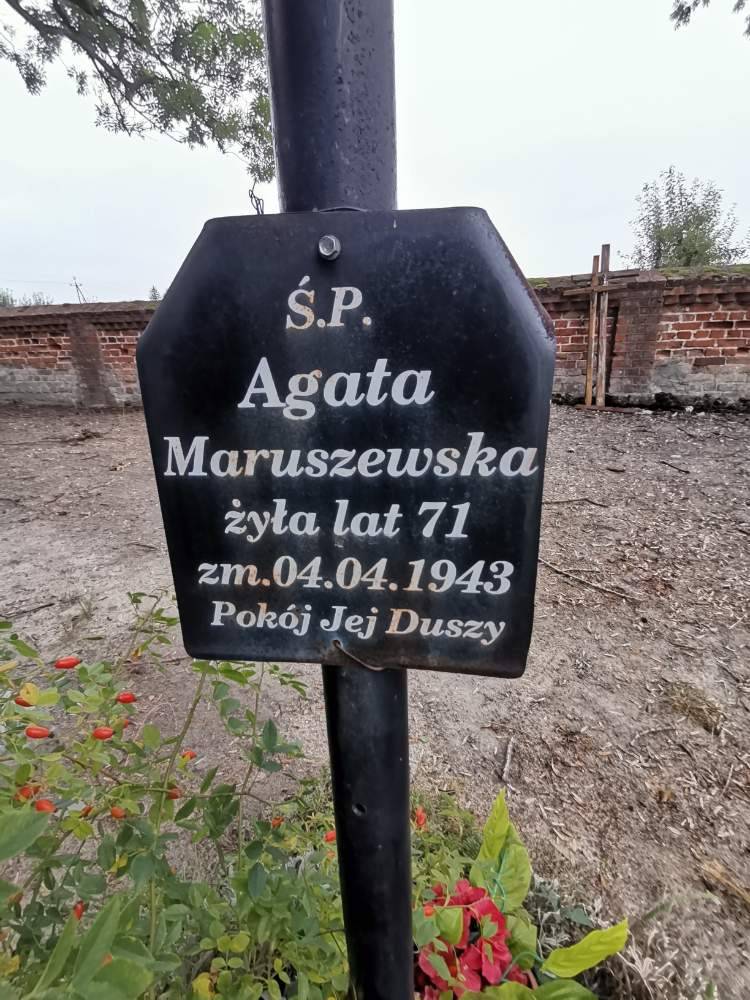 Ś.P.
Agata
Maruszewska
żyła lat 71
zm.04.04.1943
Pokój Jej Duszy